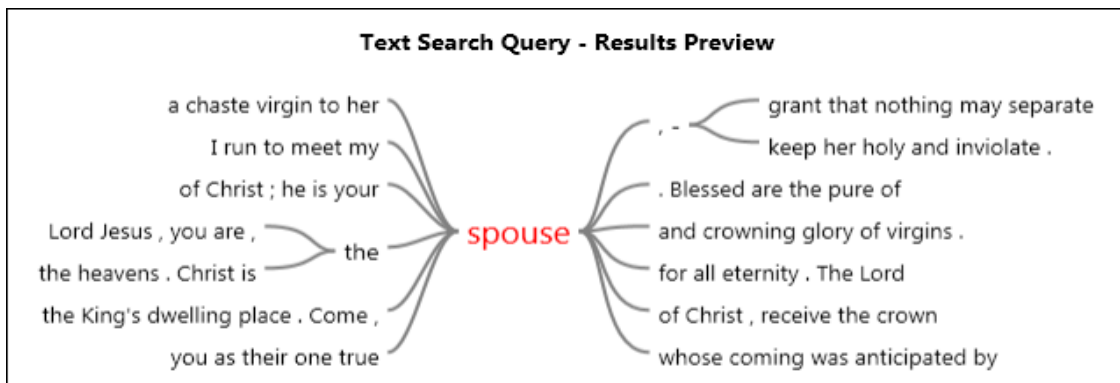 Text Search Query - Results Preview
a chaste virgin to her
I run to meet my
of Christ ; he is your
Lord Jesus , you are ,
the heavens . Christ is
the
the King's dwelling place . Come ,
you as their one true
spouse
, -
grant that nothing may separate
keep her holy and inviolate .
. Blessed are the pure of
and crowning glory of virgins .
for all eternity . The Lord
of Christ , receive the crown
whose coming was anticipated by